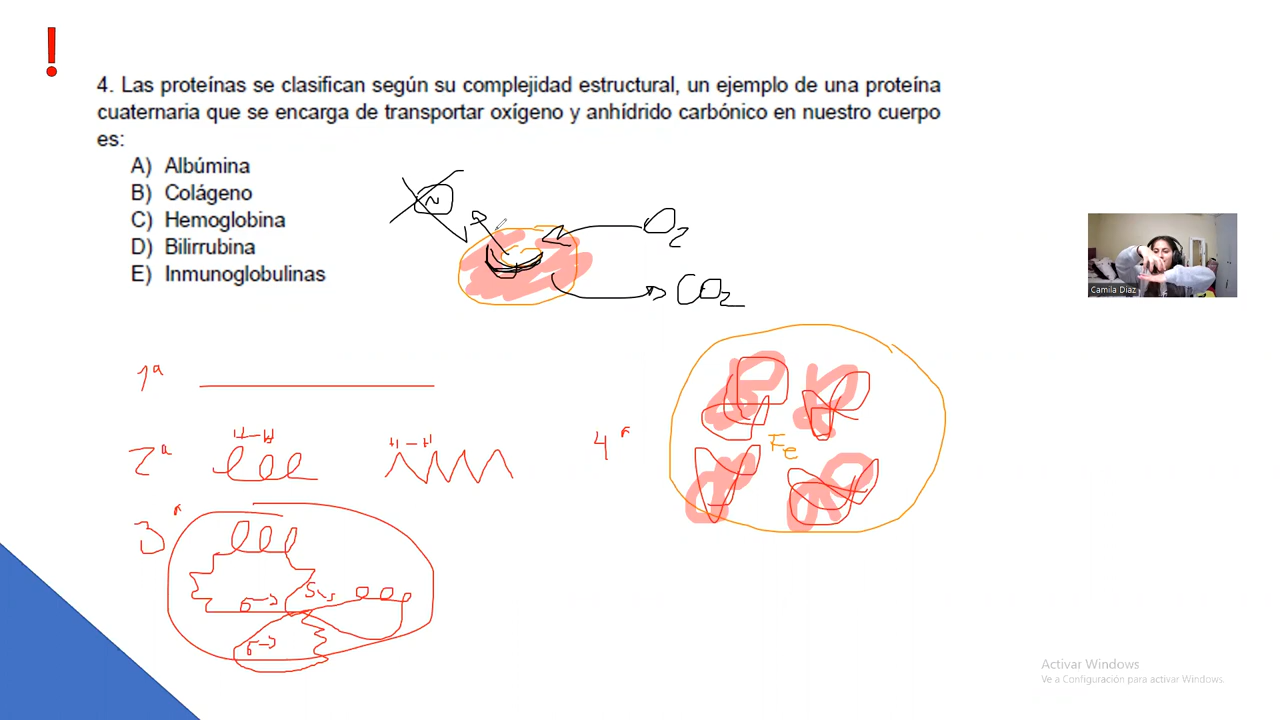 !
4. Las proteínas se clasifican según su complejidad estructural, un ejemplo de una proteína
cuaternaria que se encarga de transportar oxígeno y anhídrido carbónico en nuestro cuerpo
es:
A) Albúmina
B) Colágeno
C) Hemoglobina
D) Bilirrubina
E) Inmunoglobulinas
N
O2
CO2
Camila Diaz
1ª
2ª
H-H
H-H
4ª
Fe
3ª
S-S
Activar Windows
Ve a Configuración para activar Windows.